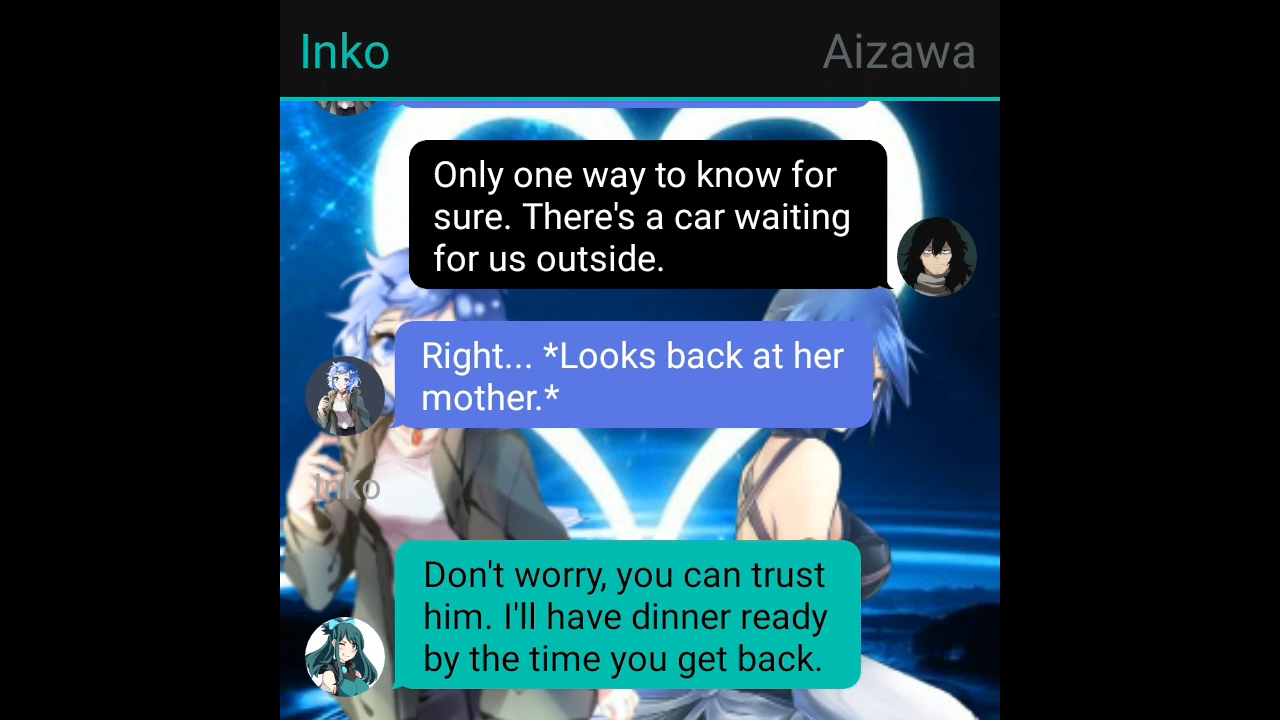 Inko
Aizawa
Only one way to know for
sure. There's a car waiting
for us outside.
Right... *Looks back at her
mother.*
Inko
Don't worry, you can trust
him. I'll have dinner ready
by the time you get back.